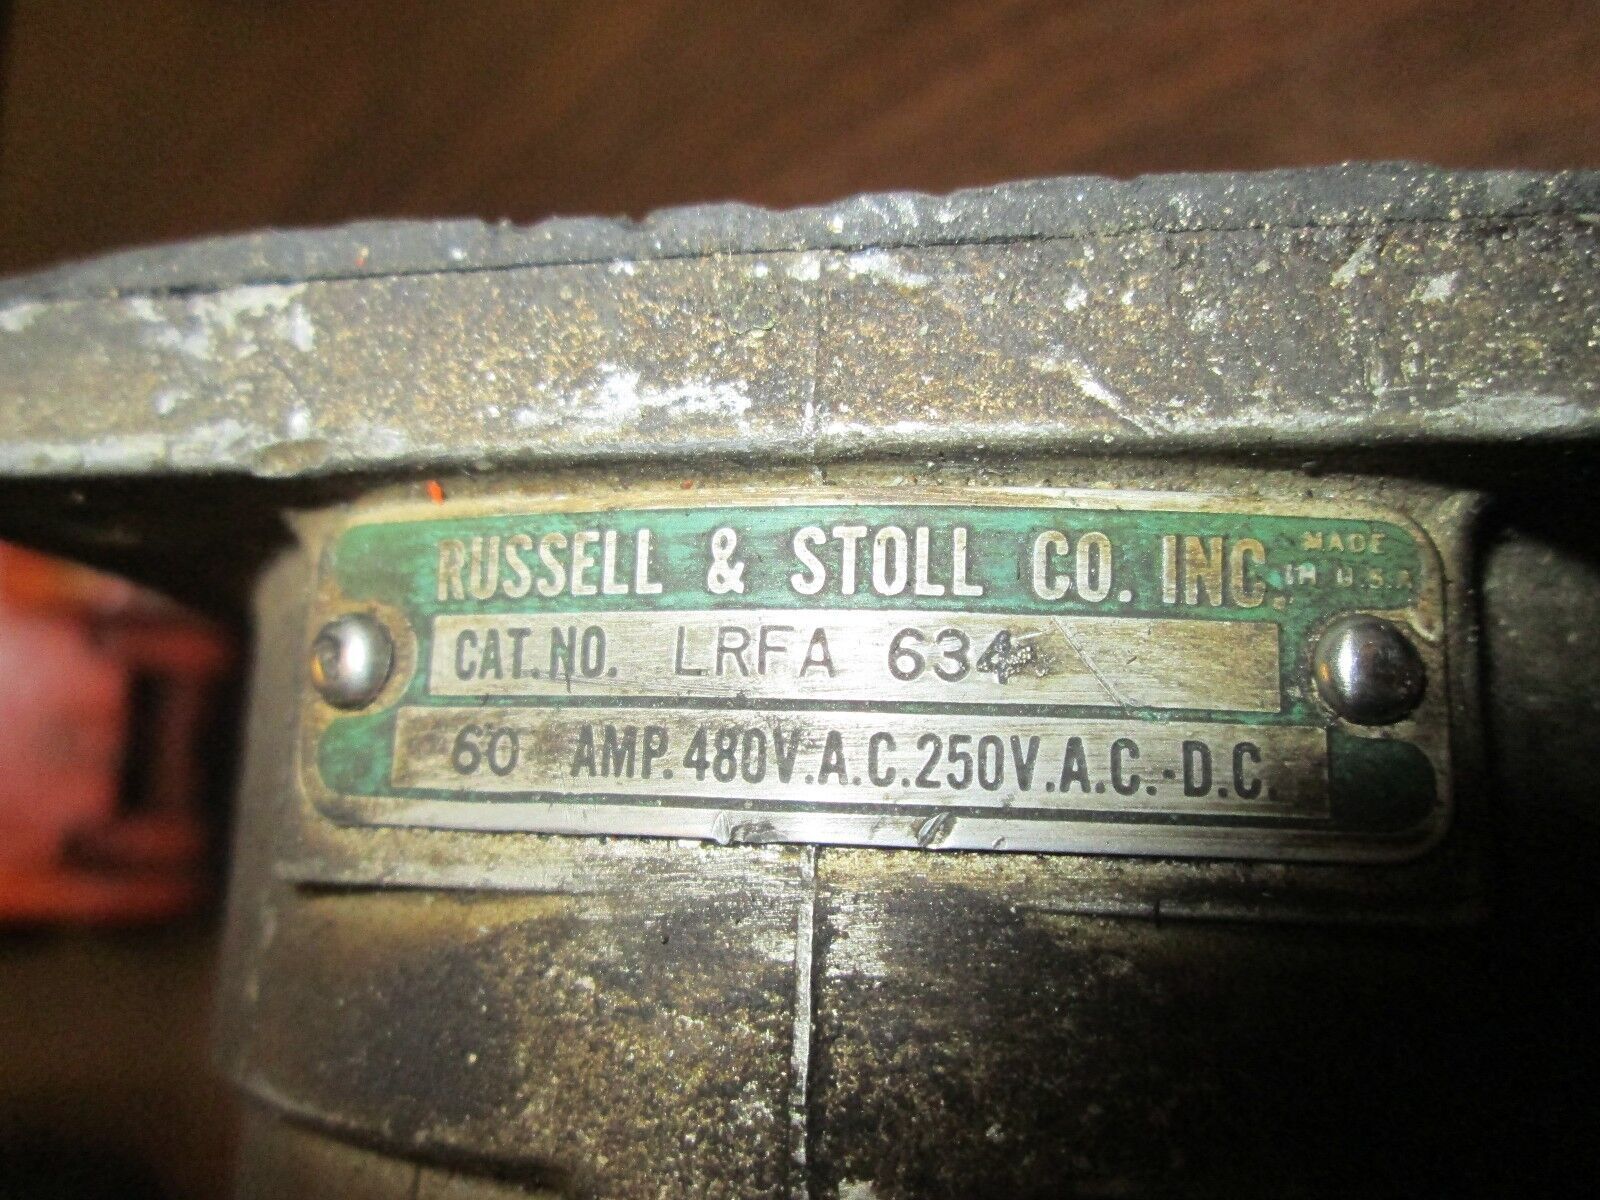 RUSSELL & STOLL CO. INC. MADE IN U.S.A.
CAT. NO. LRFA 634
60 AMP. 480V. A.C. 250V. A.C. - D.C.